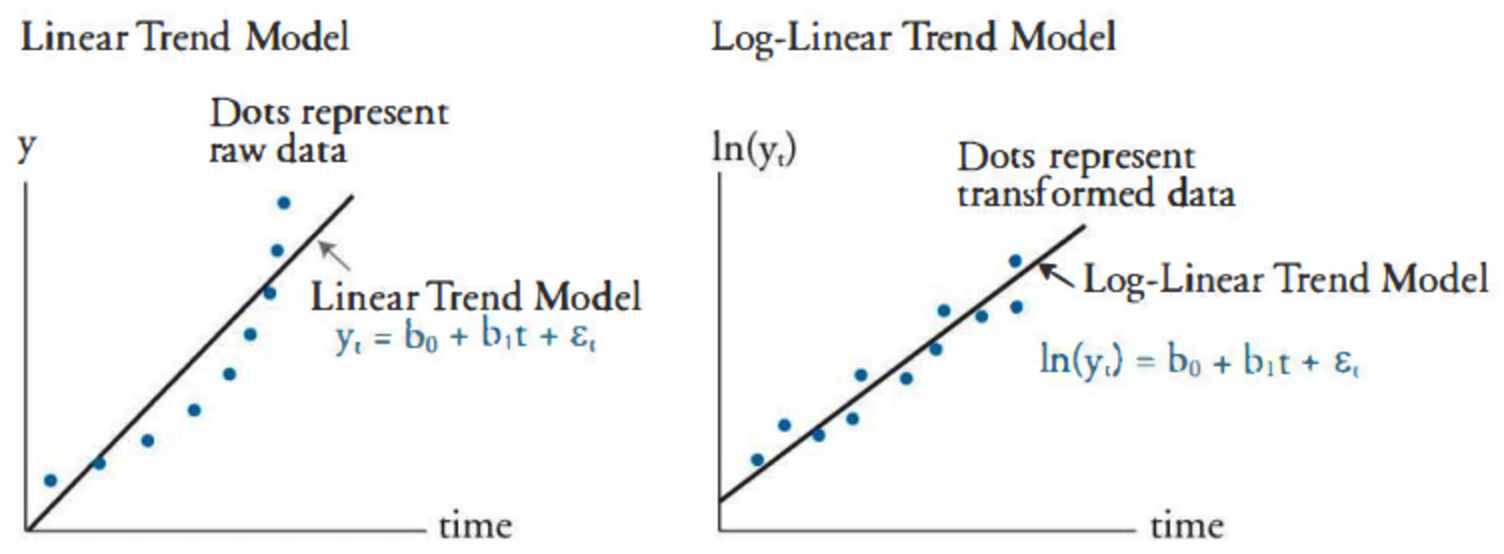 Linear Trend Model
Dots represent
raw data
y
Linear Trend Model
yₜ = b₀ + b₁t + εₜ
time
Log-Linear Trend Model
ln(yₜ)
Dots represent
transformed data
Log-Linear Trend Model
ln(yₜ) = b₀ + b₁t + εₜ
time